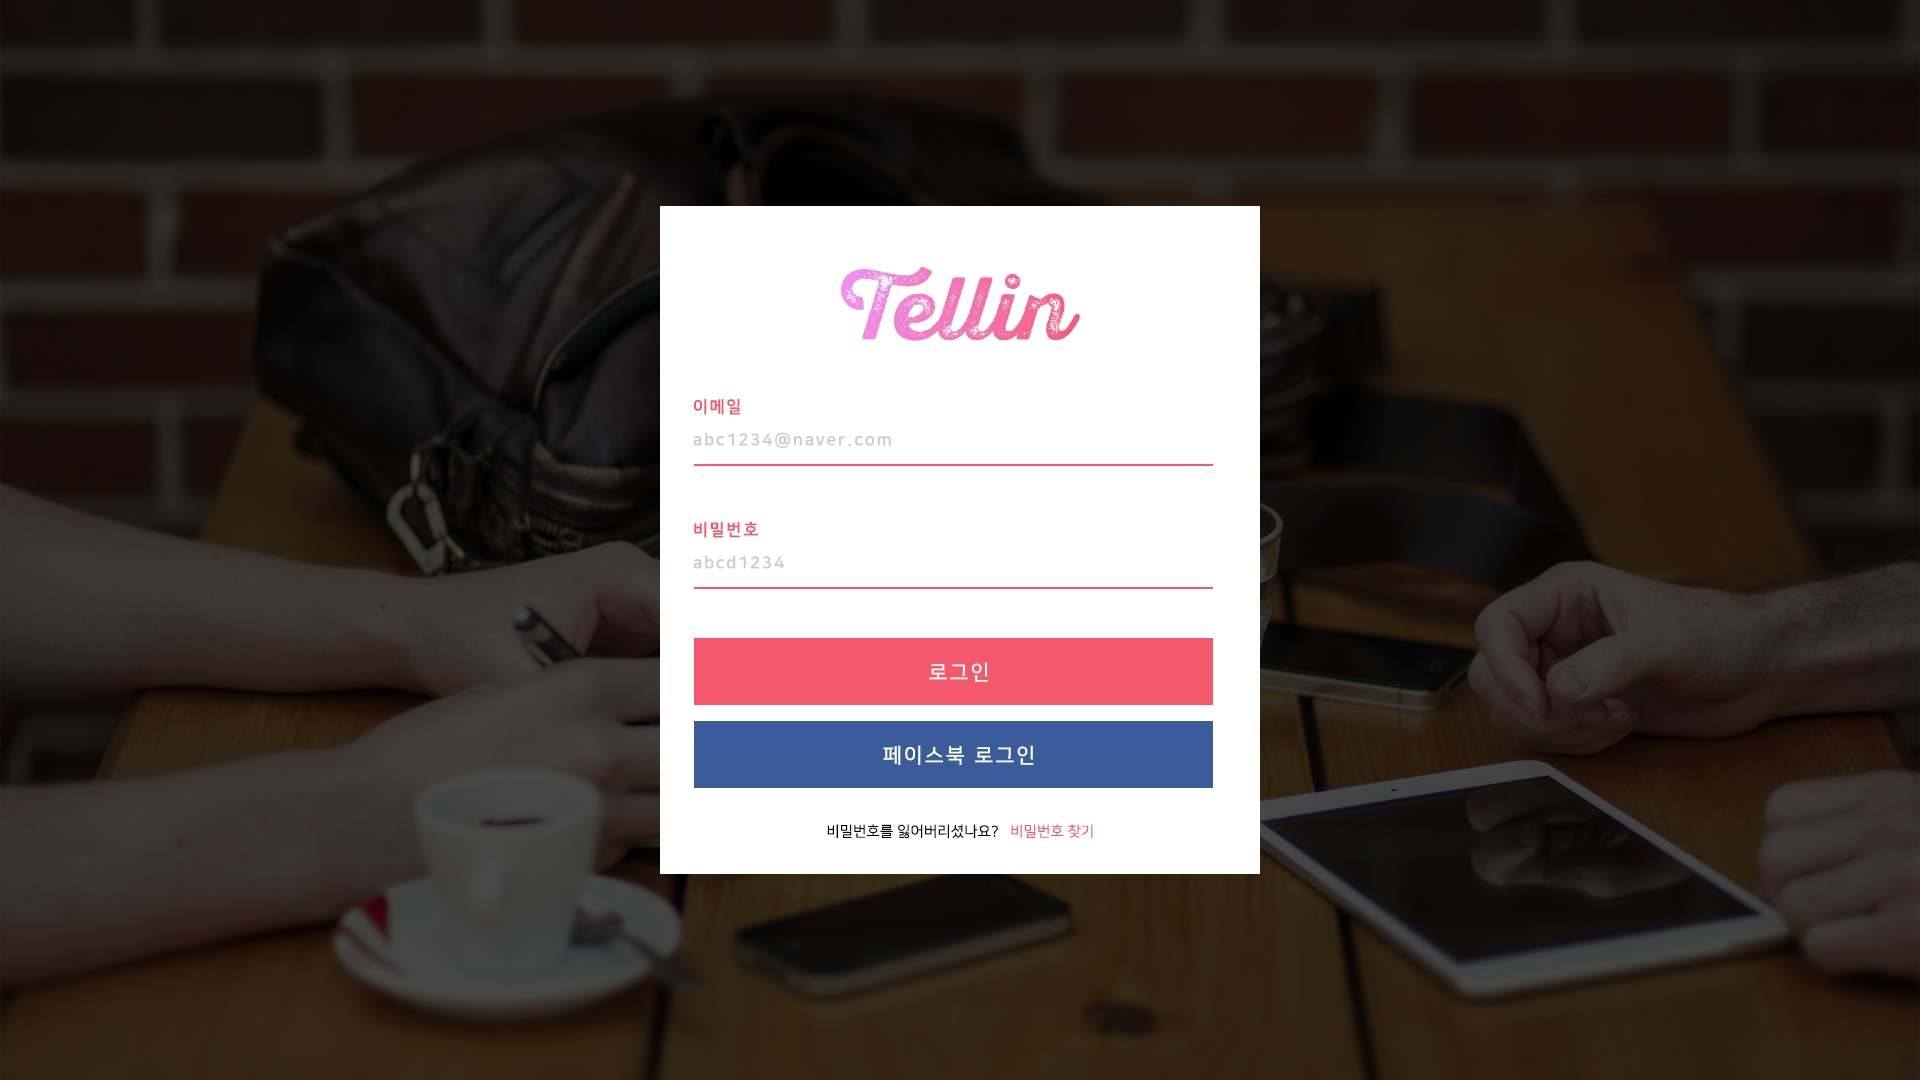 Tellin
이메일
abc1234@naver.com
비밀번호
abcd1234
로그인
페이스북 로그인
비밀번호를 잃어버리셨나요? 비밀번호 찾기